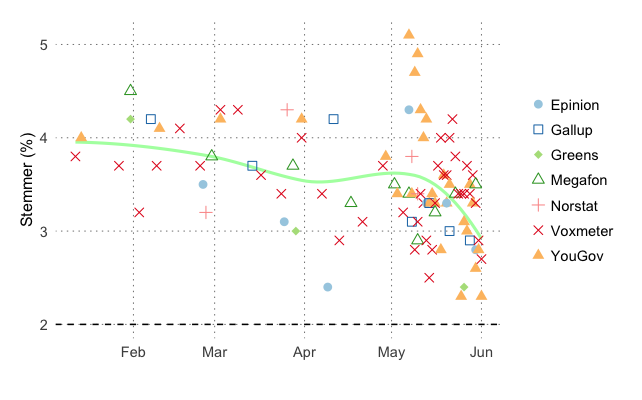 Stemmer (%)
5
4
3
2
Feb
Mar
Apr
May
Jun
Epinion
Gallup
Greens
Megafon
Norstat
Voxmeter
YouGov